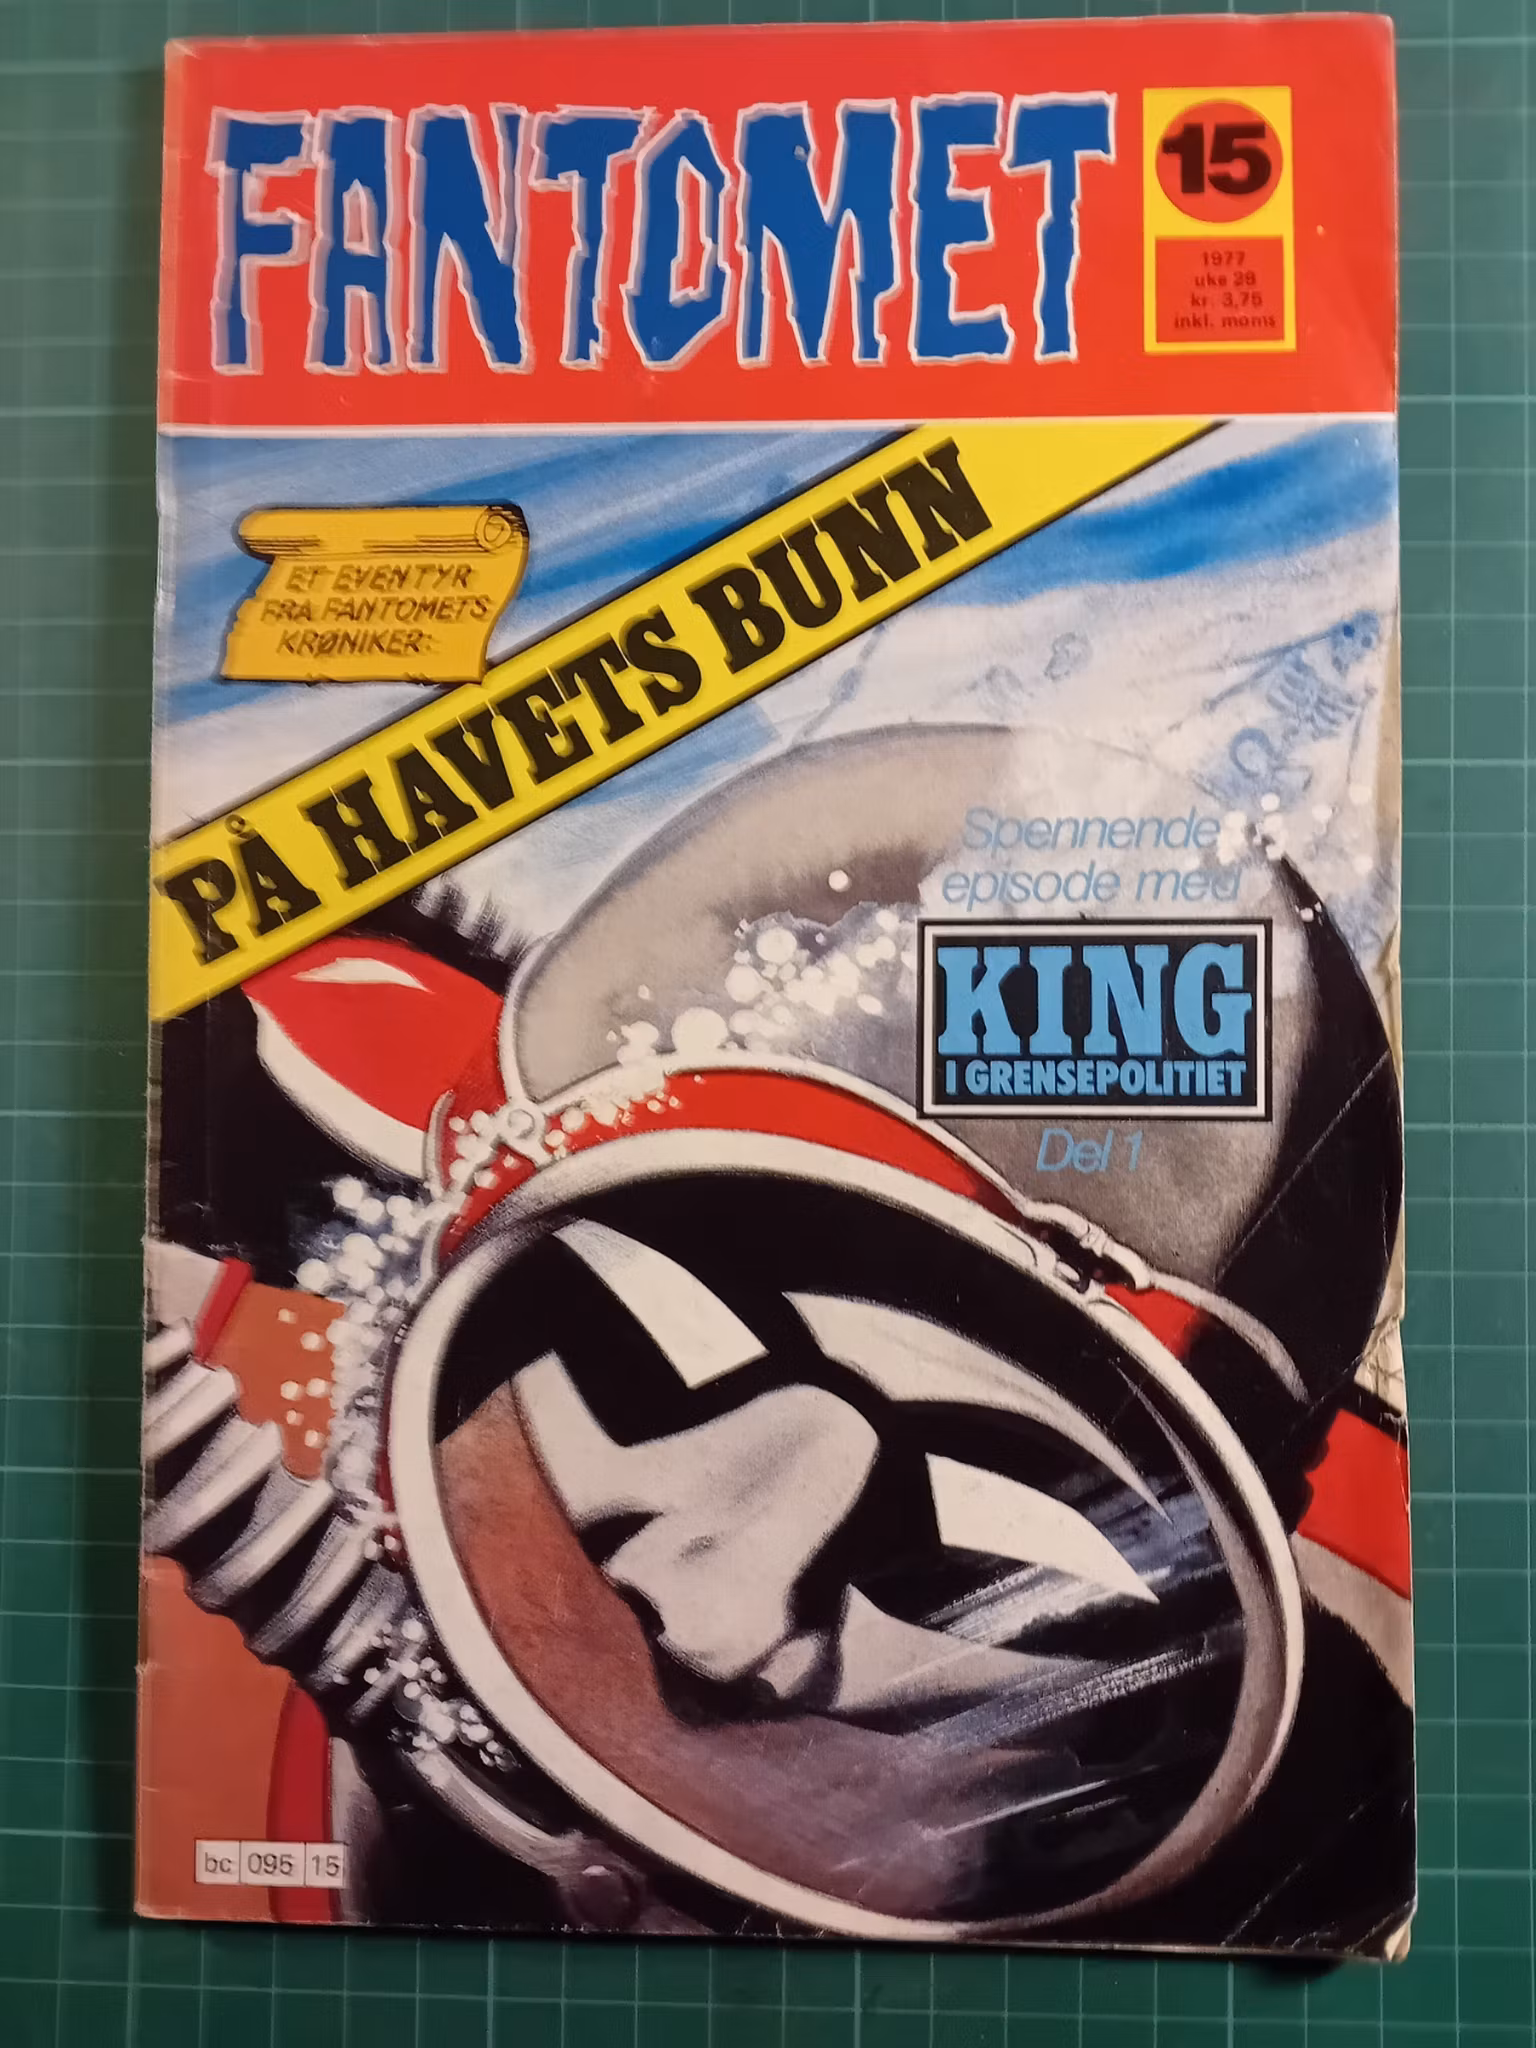 FANTOMET
15
1977
uke 29
kr. 3,75
inkl. moms
ET EVENTYR
FRA FANTOMETS
KRØNIKER:
PÅ HAVETS BUNN
Spennende
episode med
KING
I GRENSEPOLITIET
Del 1
bc 095 15